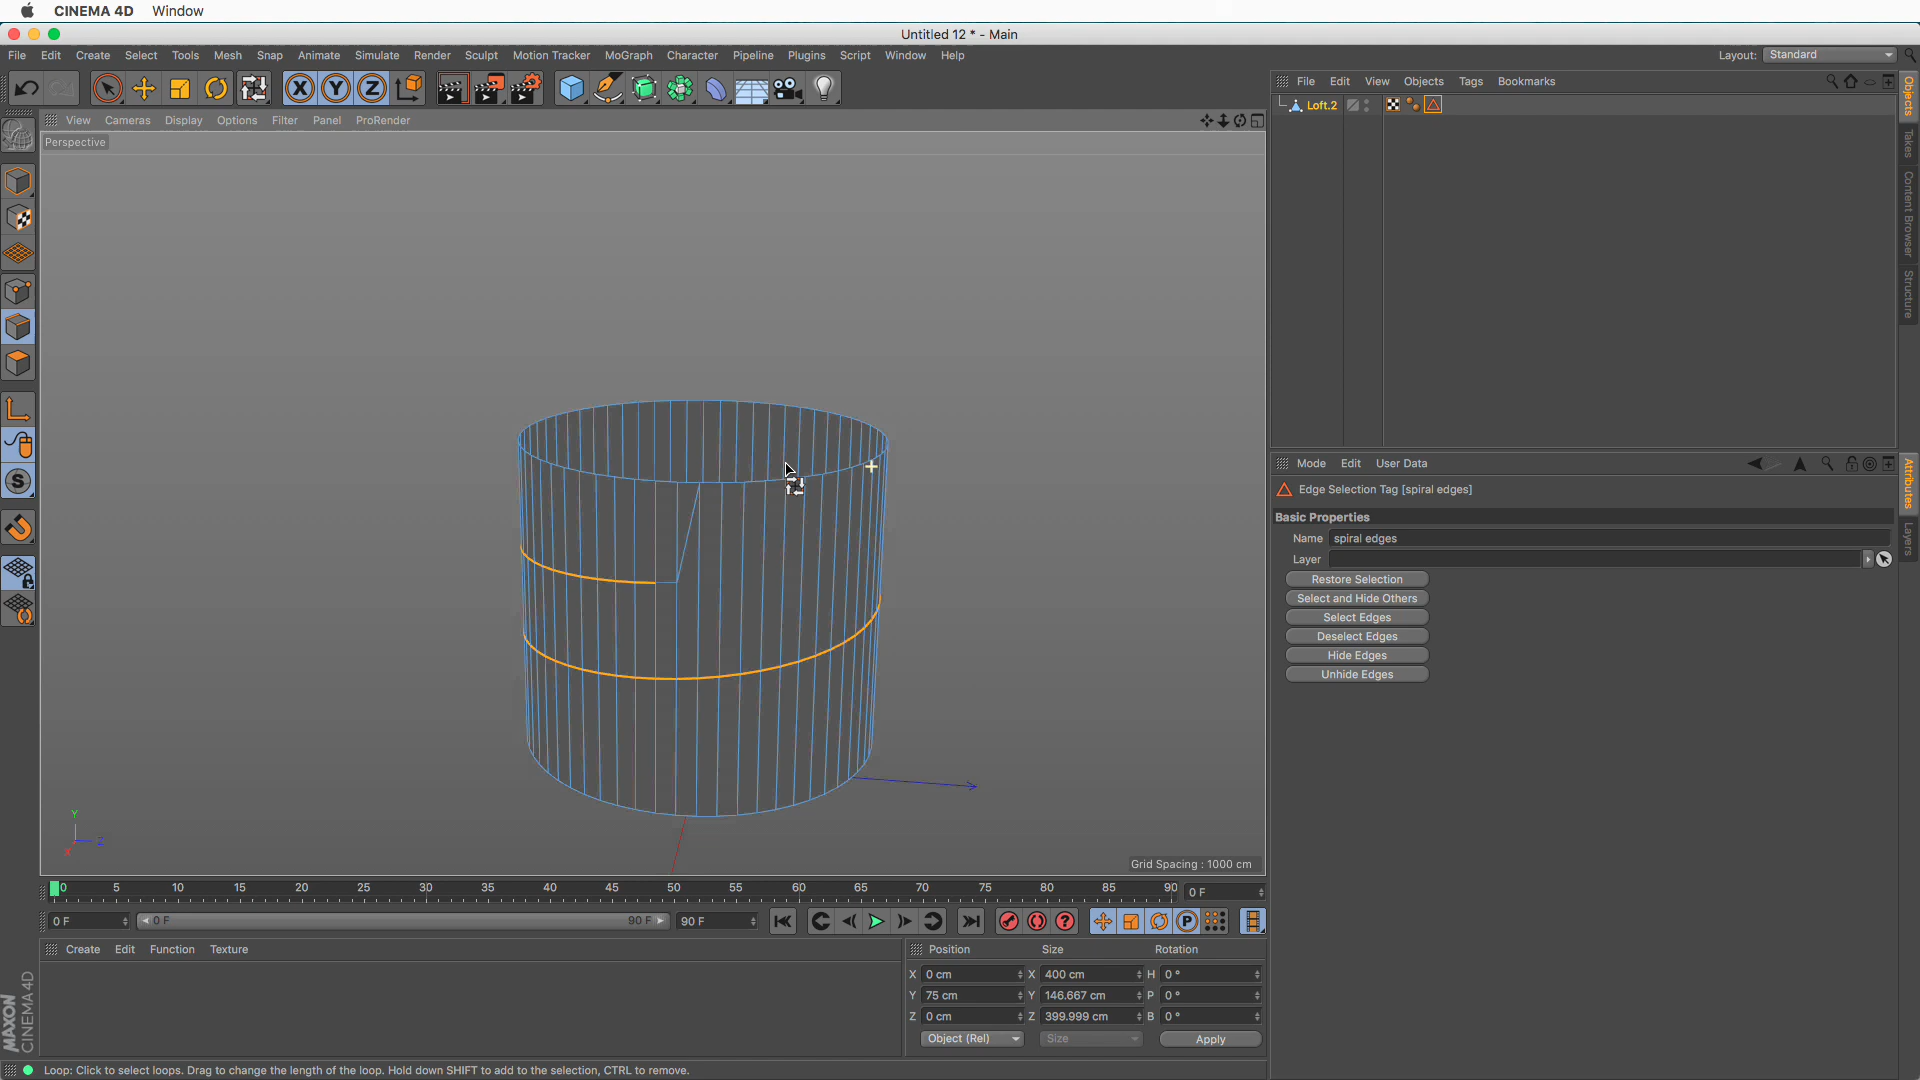 CINEMA 4D Window
Untitled 12 * - Main
File Edit Create Select Tools Mesh Snap Animate Simulate Render Sculpt Motion Tracker MoGraph Character Pipeline Plugins Script Window Help
Layout: Standard
X Y Z
File Edit View Objects Tags Bookmarks
Objects
Takes
Content Browser
Structure
Loft.2
View Cameras Display Options Filter Panel ProRender
Perspective
S
Mode Edit User Data
Attributes
Layers
Edge Selection Tag [spiral edges]
Basic Properties
Name spiral edges
Layer
Restore Selection
Select and Hide Others
Select Edges
Deselect Edges
Hide Edges
Unhide Edges
Y
Z
X
Grid Spacing : 1000 cm
0 5 10 15 20 25 30 35 40 45 50 55 60 65 70 75 80 85 90 0 F
0 F 0 F 90 F 90 F
P
Create Edit Function Texture
Position Size Rotation
X 0 cm X 400 cm H 0 °
Y 75 cm Y 146.667 cm P 0 °
Z 0 cm Z 399.999 cm B 0 °
Object (Rel) Size Apply
MAXON
CINEMA 4D
Loop: Click to select loops. Drag to change the length of the loop. Hold down SHIFT to add to the selection, CTRL to remove.